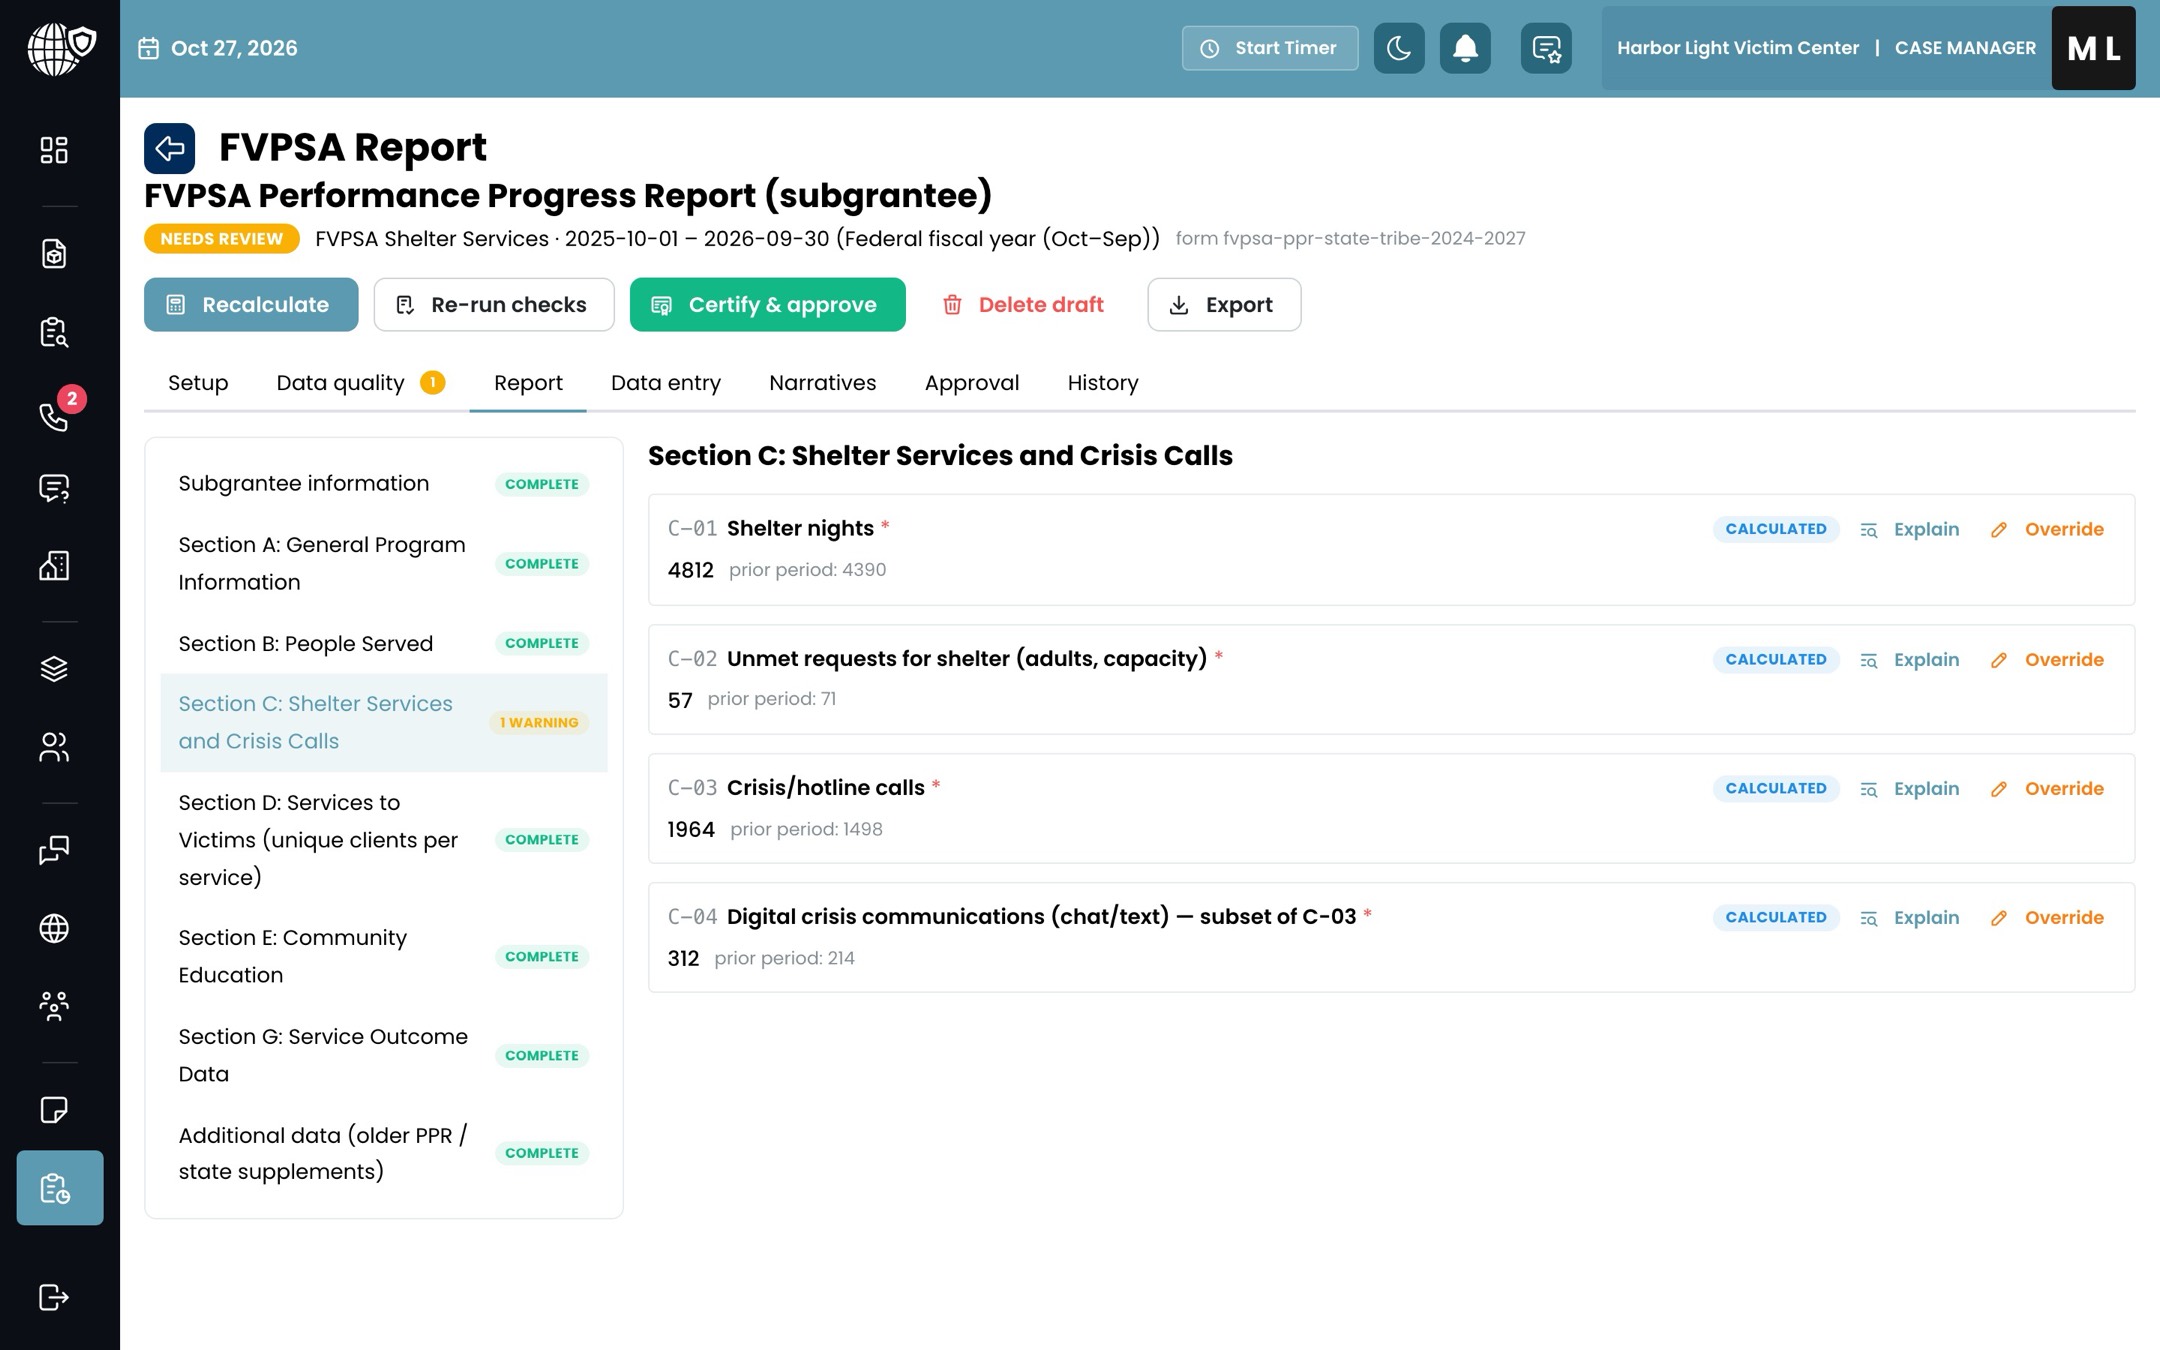 Oct 27, 2026
Start Timer
Harbor Light Victim Center | CASE MANAGER
M L
2
FVPSA Report
FVPSA Performance Progress Report (subgrantee)
NEEDS REVIEW FVPSA Shelter Services · 2025-10-01 – 2026-09-30 (Federal fiscal year (Oct–Sep)) form fvpsa-ppr-state-tribe-2024-2027
Recalculate
Re-run checks
Certify & approve
Delete draft
Export
Setup
Data quality 1
Report
Data entry
Narratives
Approval
History
Subgrantee information COMPLETE
Section A: General Program
Information
COMPLETE
Section B: People Served COMPLETE
Section C: Shelter Services
and Crisis Calls
1 WARNING
Section D: Services to
Victims (unique clients per
service)
COMPLETE
Section E: Community
Education
COMPLETE
Section G: Service Outcome
Data
COMPLETE
Additional data (older PPR /
state supplements)
COMPLETE
Section C: Shelter Services and Crisis Calls
C-01 Shelter nights * CALCULATED Explain Override
4812 prior period: 4390
C-02 Unmet requests for shelter (adults, capacity) * CALCULATED Explain Override
57 prior period: 71
C-03 Crisis/hotline calls * CALCULATED Explain Override
1964 prior period: 1498
C-04 Digital crisis communications (chat/text) — subset of C-03 * CALCULATED Explain Override
312 prior period: 214